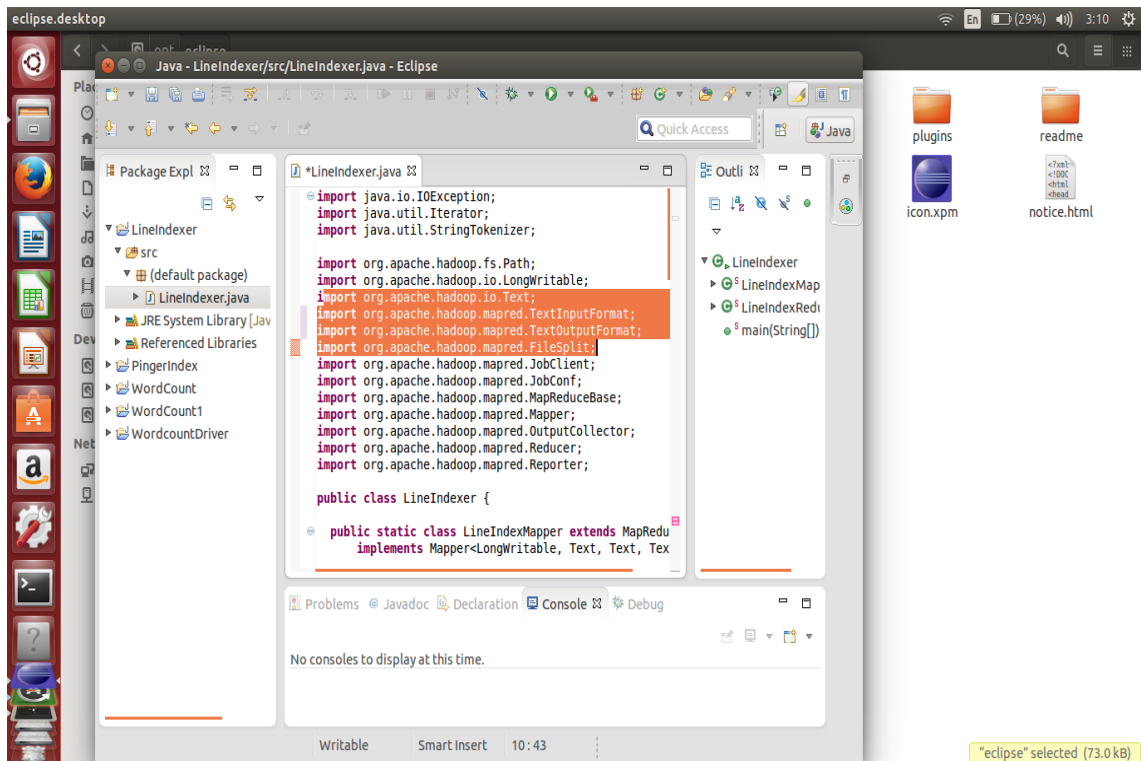 eclipse.desktop
En
(29%)
3:10
Java - LineIndexer/src/LineIndexer.java - Eclipse
Quick Access
Java
Package Expl
LineIndexer
src
(default package)
LineIndexer.java
JRE System Library [Jav
Referenced Libraries
PingerIndex
WordCount
WordCount1
WordcountDriver
*LineIndexer.java
import java.io.IOException;
import java.util.Iterator;
import java.util.StringTokenizer;
import org.apache.hadoop.fs.Path;
import org.apache.hadoop.io.LongWritable;
import org.apache.hadoop.io.Text;
import org.apache.hadoop.mapred.TextInputFormat;
import org.apache.hadoop.mapred.TextOutputFormat;
import org.apache.hadoop.mapred.FileSplit;
import org.apache.hadoop.mapred.JobClient;
import org.apache.hadoop.mapred.JobConf;
import org.apache.hadoop.mapred.MapReduceBase;
import org.apache.hadoop.mapred.Mapper;
import org.apache.hadoop.mapred.OutputCollector;
import org.apache.hadoop.mapred.Reducer;
import org.apache.hadoop.mapred.Reporter;
public class LineIndexer {
public static class LineIndexMapper extends MapRedu
implements Mapper<LongWritable, Text, Text, Tex
Outli
LineIndexer
LineIndexMap
LineIndexRedu
main(String[])
Problems @ Javadoc Declaration Console Debug
No consoles to display at this time.
Writable Smart Insert 10 : 43
Plac
Dev
Net
plugins
readme
icon.xpm
<?xml
<!DOC
<html
<head
notice.html
"eclipse" selected (73.0 kB)